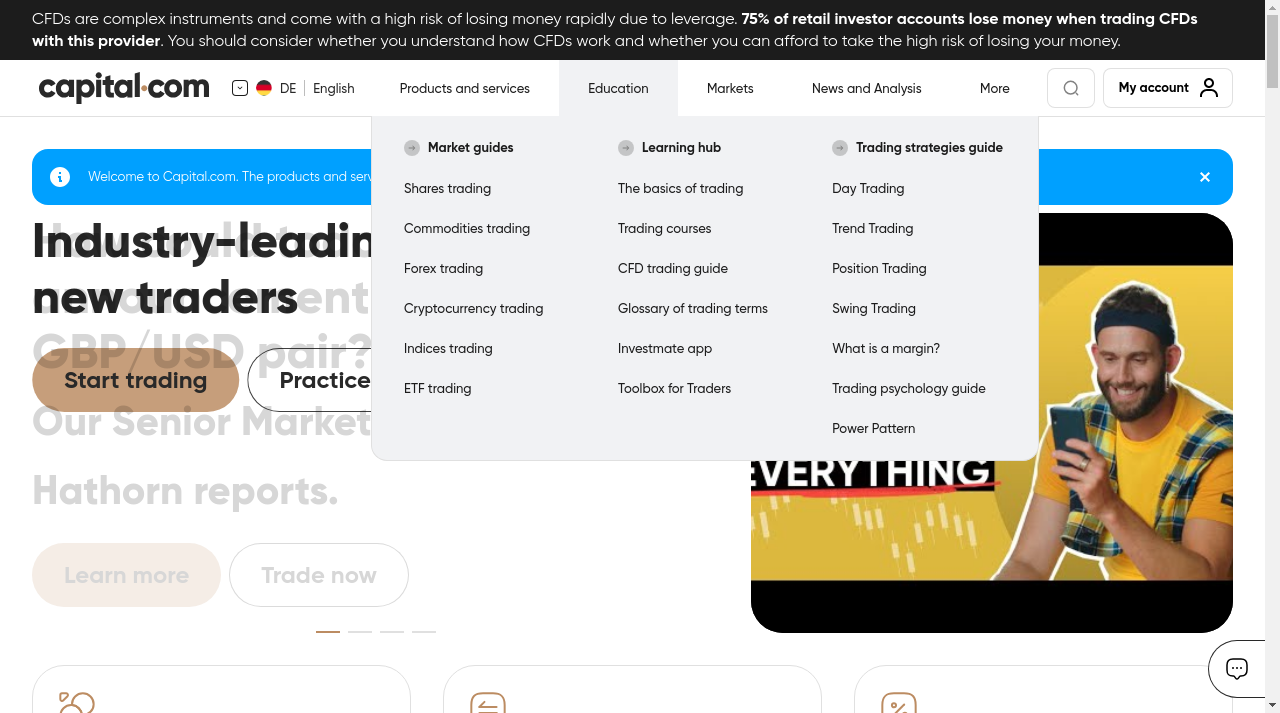 CFDs are complex instruments and come with a high risk of losing money rapidly due to leverage. 75% of retail investor accounts lose money when trading CFDs
with this provider. You should consider whether you understand how CFDs work and whether you can afford to take the high risk of losing your money.
capital.com
DE English
Products and services
Education
Markets
News and Analysis
More
My account
Market guides
Shares trading
Commodities trading
Forex trading
Cryptocurrency trading
Indices trading
ETF trading
Learning hub
The basics of trading
Trading courses
CFD trading guide
Glossary of trading terms
Investmate app
Toolbox for Traders
Trading strategies guide
Day Trading
Trend Trading
Position Trading
Swing Trading
What is a margin?
Trading psychology guide
Power Pattern
Welcome to Capital.com. The products and
Industry-leadin
new traders
Start trading
Practice
GBP/USD pair?
Our Senior Market
Hathorn reports.
Learn more
Trade now
EVERYTHING